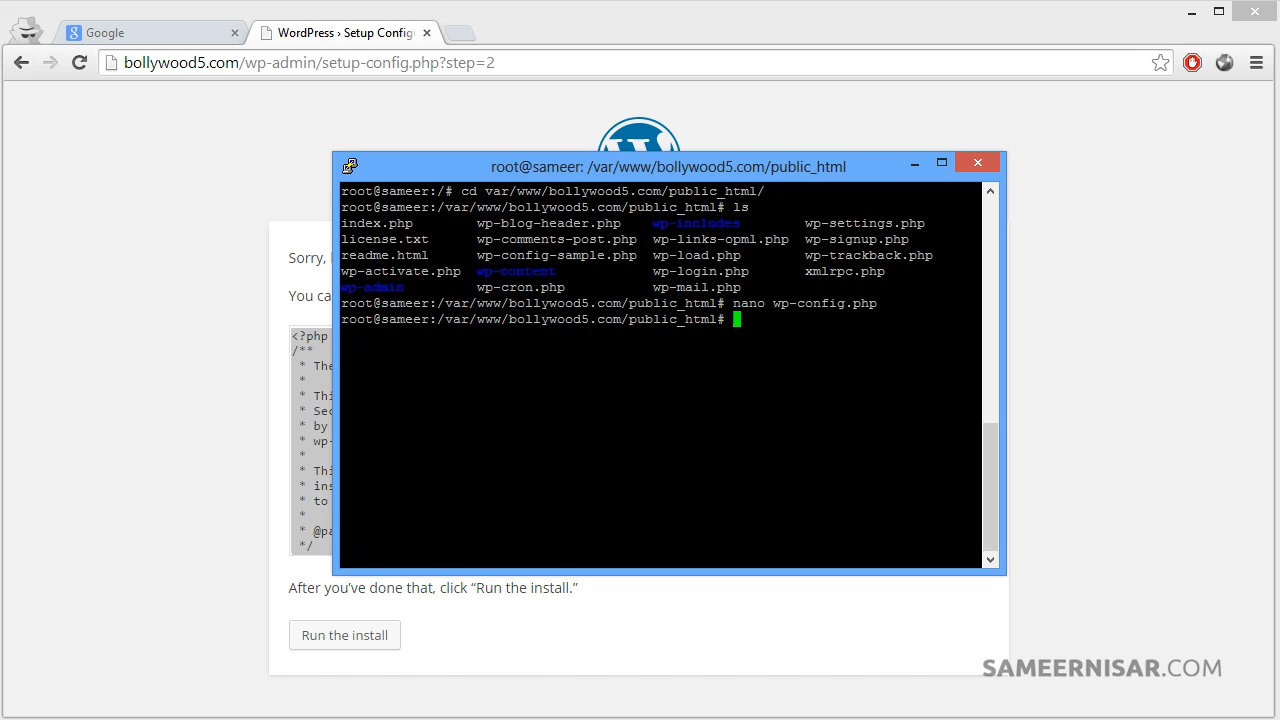 Google
WordPress › Setup Config
bollywood5.com/wp-admin/setup-config.php?step=2
root@sameer: /var/www/bollywood5.com/public_html
root@sameer:/# cd var/www/bollywood5.com/public_html/
root@sameer:/var/www/bollywood5.com/public_html# ls
index.php wp-blog-header.php wp-includes wp-settings.php
license.txt wp-comments-post.php wp-links-opml.php wp-signup.php
readme.html wp-config-sample.php wp-load.php wp-trackback.php
wp-activate.php wp-content wp-login.php xmlrpc.php
wp-admin wp-cron.php wp-mail.php
root@sameer:/var/www/bollywood5.com/public_html# nano wp-config.php
root@sameer:/var/www/bollywood5.com/public_html#
Sorry,
You ca
<?php
/**
* The
*
* Thi
* Sec
* by
* wp-
*
* Thi
* ins
* to
*
* @pa
*/
After you’ve done that, click “Run the install.”
Run the install
SAMEERNISAR.COM